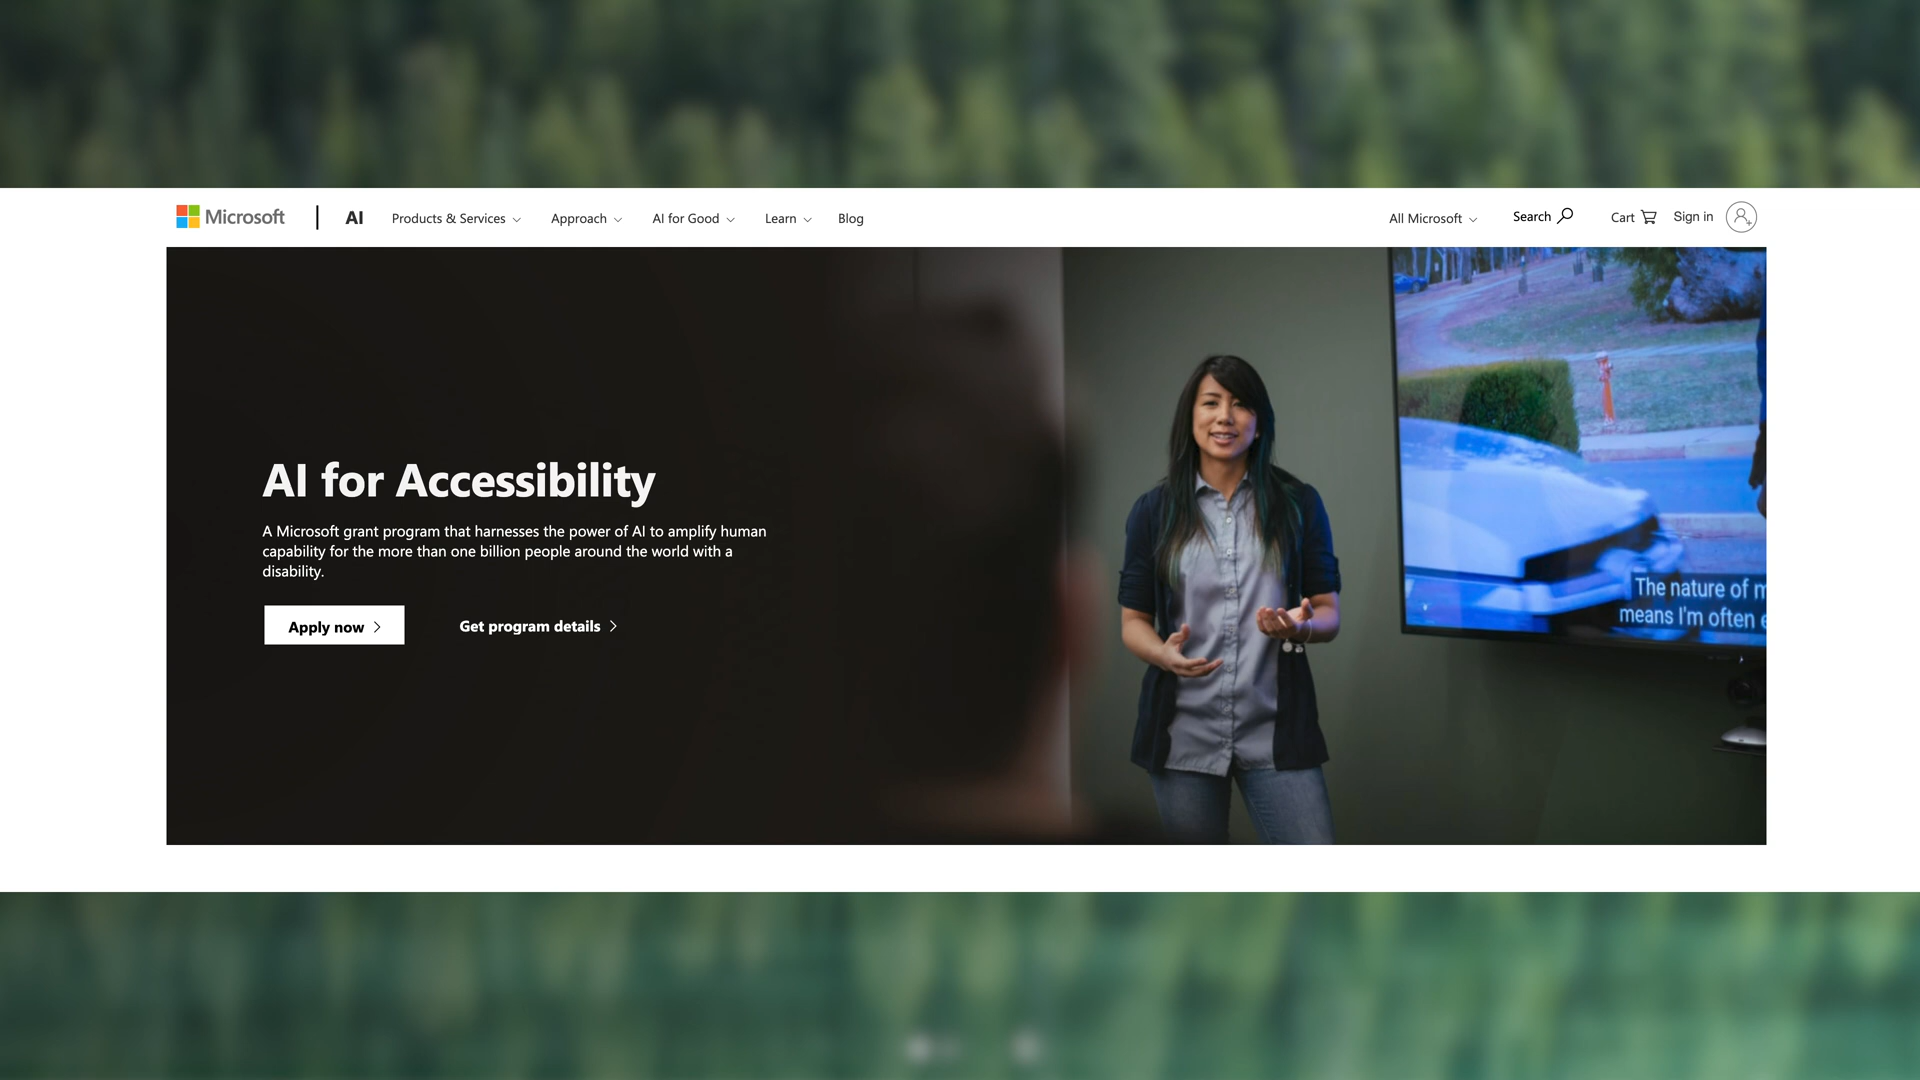 Microsoft
AI
Products & Services
Approach
AI for Good
Learn
Blog
All Microsoft
Search
Cart
Sign in
AI for Accessibility
A Microsoft grant program that harnesses the power of AI to amplify human
capability for the more than one billion people around the world with a
disability.
Apply now
Get program details
The nature of
means I'm often